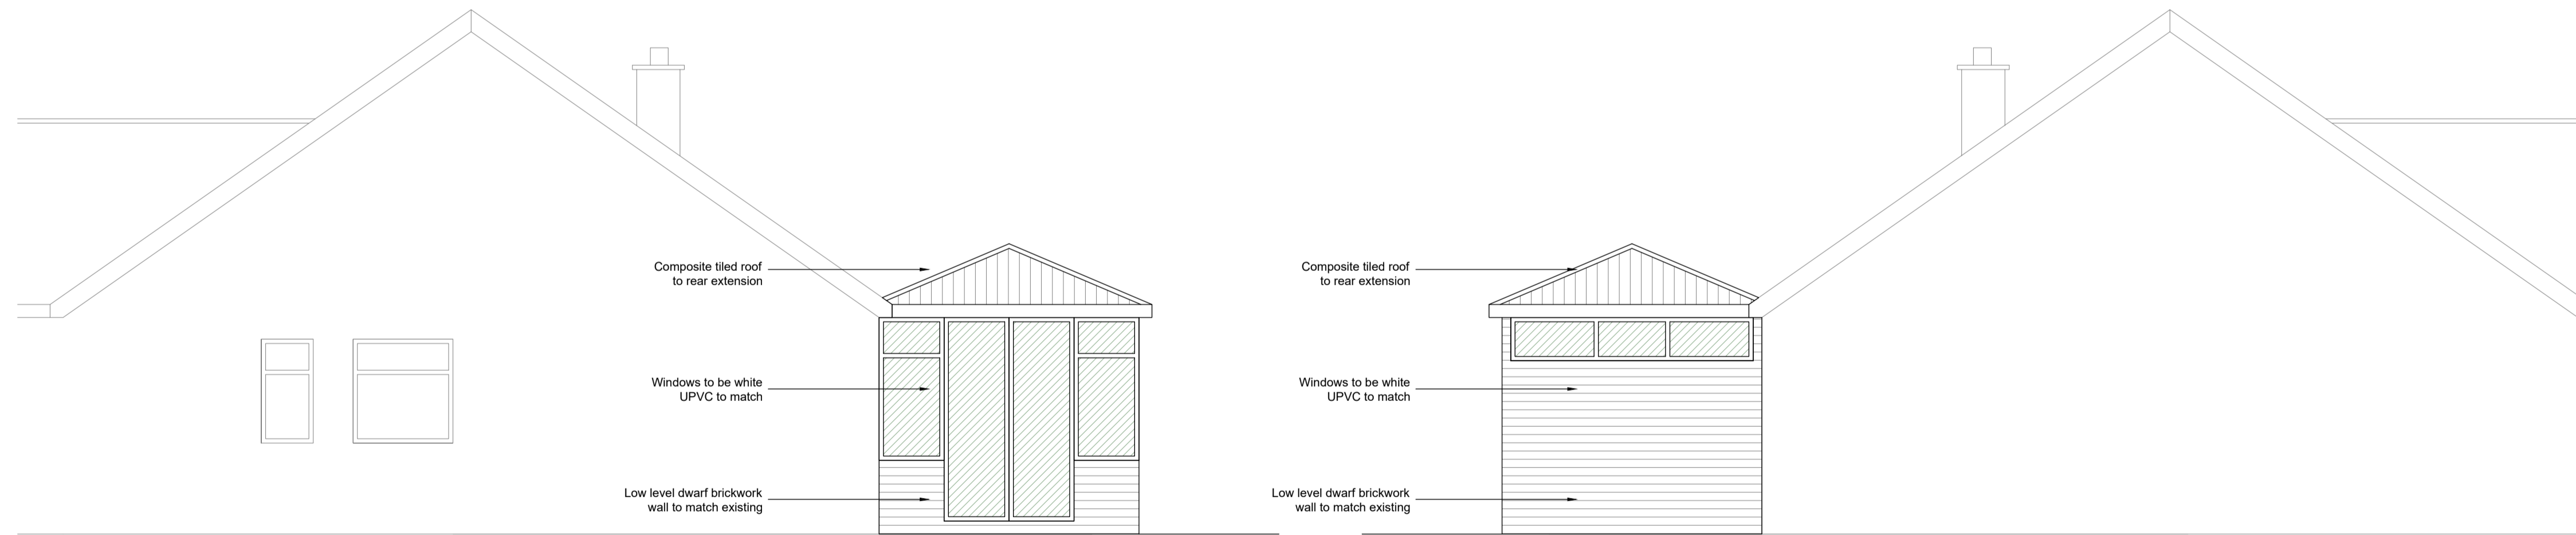 Composite tiled roof
to rear extension
Windows to be white
UPVC to match
Low level dwarf brickwork
wall to match existing
Composite tiled roof
to rear extension
Windows to be white
UPVC to match
Low level dwarf brickwork
wall to match existing